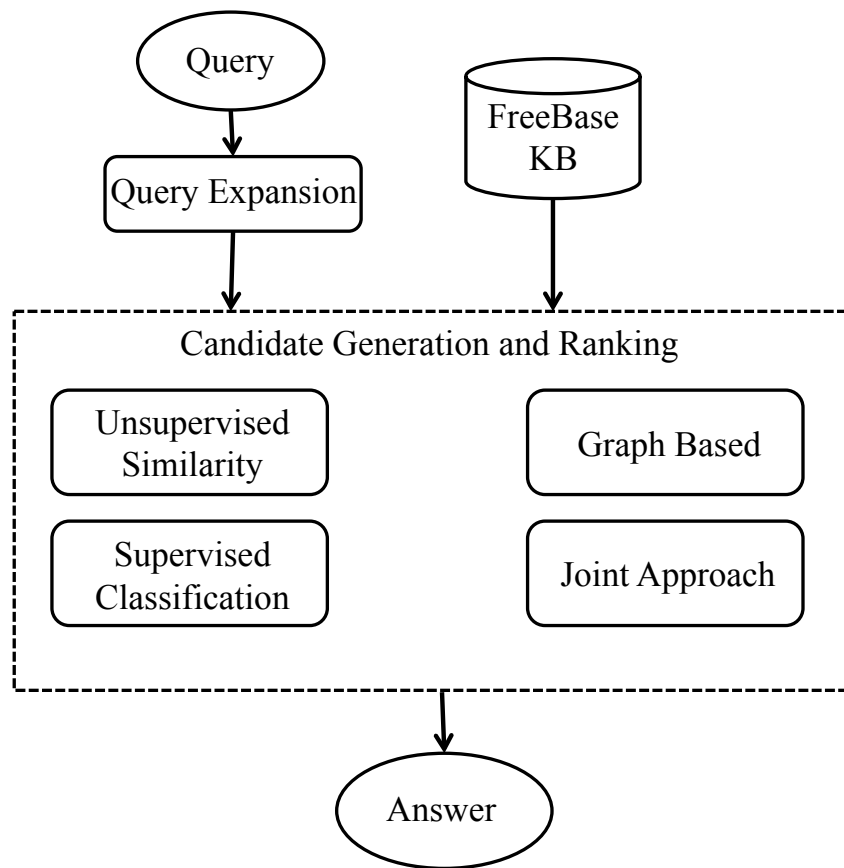 Query
FreeBase
KB
Query Expansion
Candidate Generation and Ranking
Unsupervised
Similarity
Graph Based
Supervised
Classification
Joint Approach
Answer